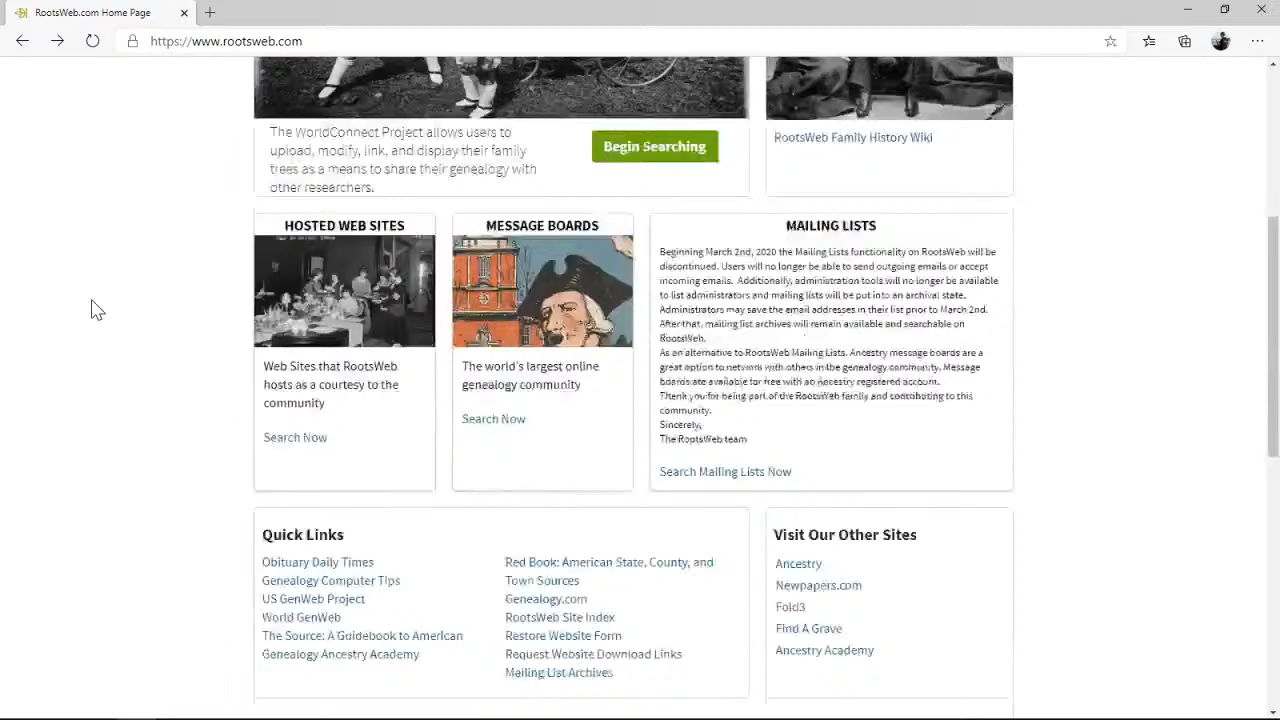 RootsWeb.com Home Page
https://www.rootsweb.com
The WorldConnect Project allows users to
upload, modify, link, and display their family
trees as a means to share their genealogy with
other researchers.
Begin Searching
RootsWeb Family History Wiki
HOSTED WEB SITES
Web Sites that RootsWeb
hosts as a courtesy to the
community
Search Now
MESSAGE BOARDS
The world's largest online
genealogy community
Search Now
MAILING LISTS
Beginning March 2nd, 2020 the Mailing Lists functionality on RootsWeb will be
discontinued. Users will no longer be able to send outgoing emails or accept
incoming emails. Additionally, administration tools will no longer be available
to list administrators and mailing lists will be put into an archival state.
Administrators may save the email addresses in their list prior to March 2nd.
After that, mailing list archives will remain available and searchable on
RootsWeb.
As an alternative to RootsWeb Mailing Lists. Ancestry message boards are a
great option to network with others in the genealogy community. Message
boards are available for free with an Ancestry registered account.
Thank you for being part of the RootsWeb family and contributing to this
community.
Sincerely,
The RootsWeb team
Search Mailing Lists Now
Quick Links
Obituary Daily Times
Genealogy Computer Tips
US GenWeb Project
World GenWeb
The Source: A Guidebook to American
Genealogy Ancestry Academy
Red Book: American State, County, and
Town Sources
Genealogy.com
RootsWeb Site Index
Restore Website Form
Request Website Download Links
Mailing List Archives
Visit Our Other Sites
Ancestry
Newpapers.com
Fold3
Find A Grave
Ancestry Academy